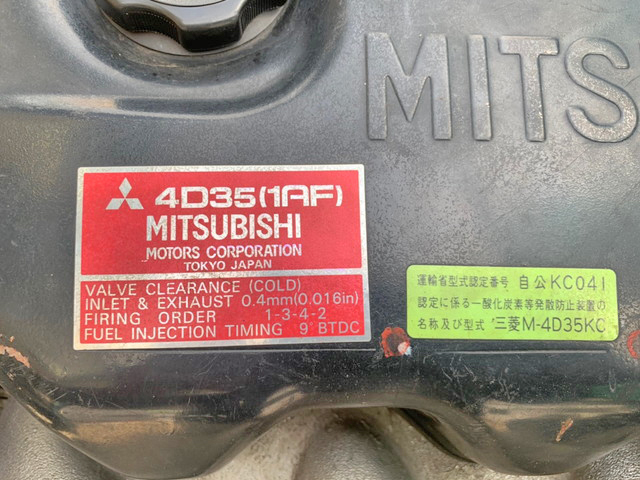 MITS
4D35(1AF)
MITSUBISHI
MOTORS CORPORATION
TOKYO JAPAN
VALVE CLEARANCE (COLD)
INLET & EXHAUST 0.4mm(0.016in)
FIRING ORDER 1-3-4-2
FUEL INJECTION TIMING 9° BTDC
運輸省型式認定番号 自公KC041
認定に係る一酸化炭素等発散防止装置の
名称及び型式 三菱M-4D35KC